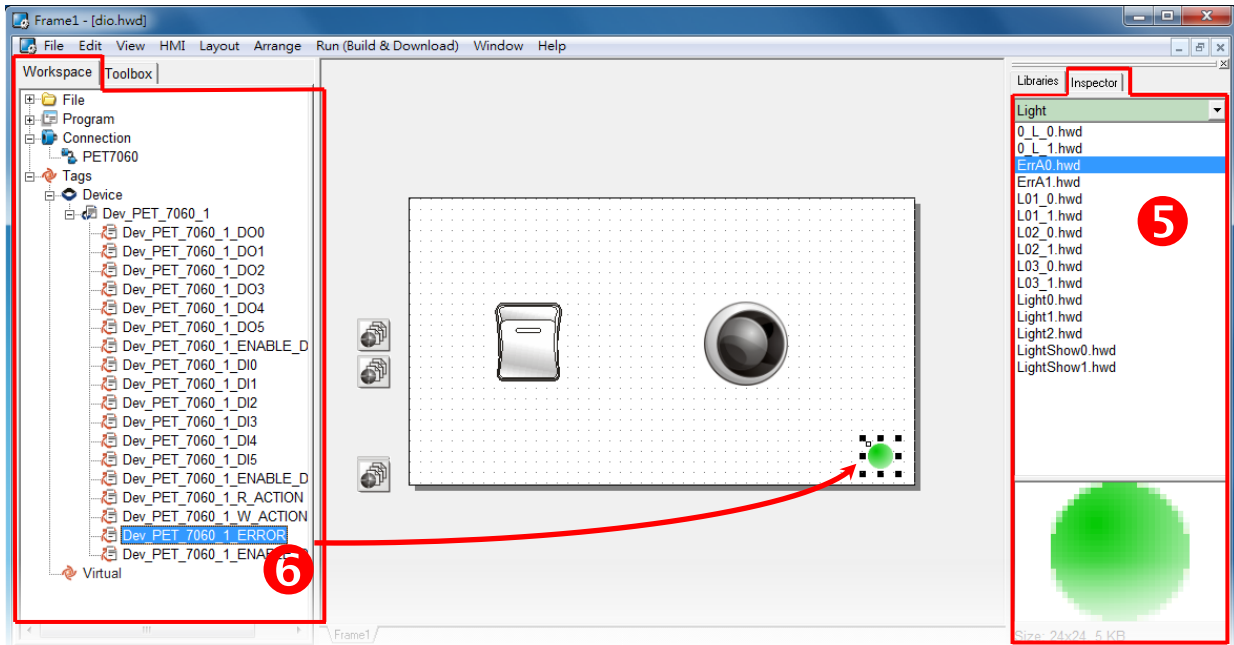 Frame1 - [dio.hwd]
File Edit View HMI Layout Arrange Run (Build & Download) Window Help
Workspace Toolbox
File
Program
Connection
PET7060
Tags
Device
Dev_PET_7060_1
Dev_PET_7060_1_DO0
Dev_PET_7060_1_DO1
Dev_PET_7060_1_DO2
Dev_PET_7060_1_DO3
Dev_PET_7060_1_DO4
Dev_PET_7060_1_DO5
Dev_PET_7060_1_ENABLE_D
Dev_PET_7060_1_DI0
Dev_PET_7060_1_DI1
Dev_PET_7060_1_DI2
Dev_PET_7060_1_DI3
Dev_PET_7060_1_DI4
Dev_PET_7060_1_DI5
Dev_PET_7060_1_ENABLE_D
Dev_PET_7060_1_R_ACTION
Dev_PET_7060_1_W_ACTION
Dev_PET_7060_1_ERROR
Dev_PET_7060_1_ENABLE
Virtual
6
Frame1
Libraries Inspector
Light
0_L_0.hwd
0_L_1.hwd
ErrA0.hwd
ErrA1.hwd
L01_0.hwd
L01_1.hwd
L02_0.hwd
L02_1.hwd
L03_0.hwd
L03_1.hwd
Light0.hwd
Light1.hwd
Light2.hwd
LightShow0.hwd
LightShow1.hwd
5
Size: 24x24, 5 KB